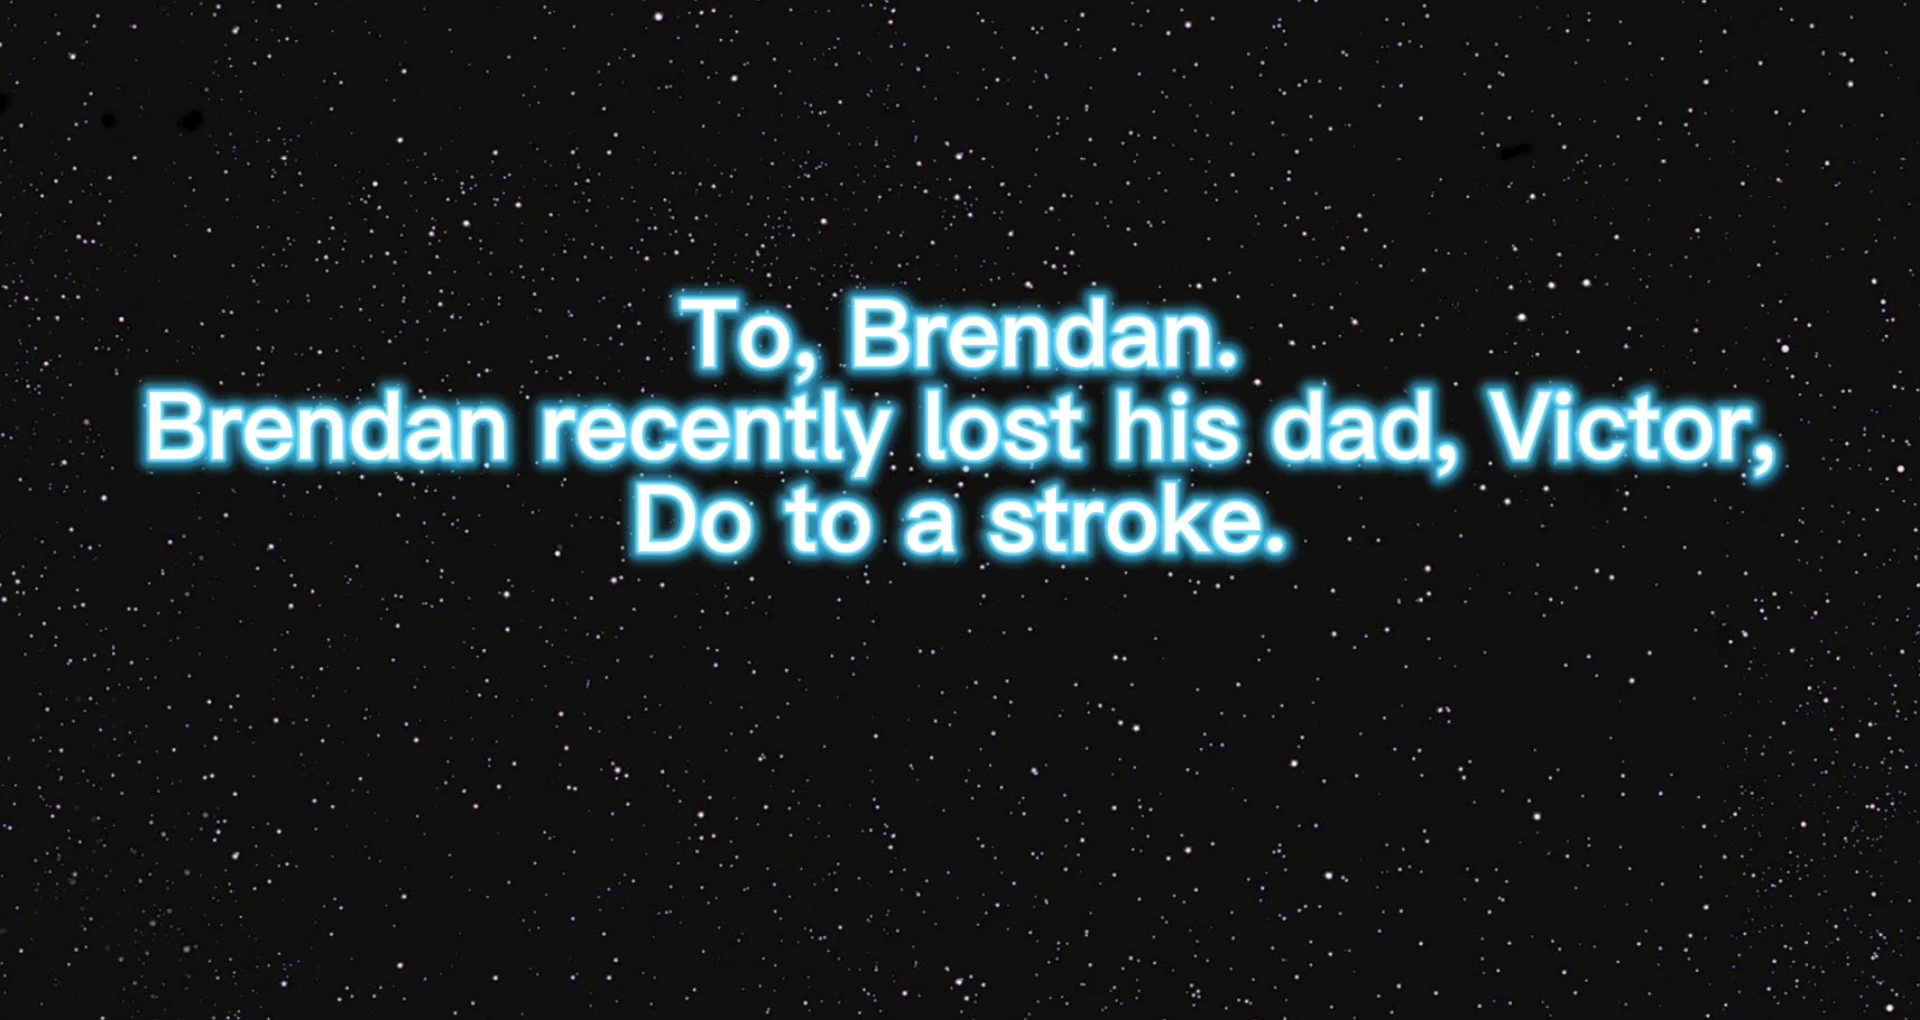 To, Brendan.
Brendan recently lost his dad, Victor,
Do to a stroke.